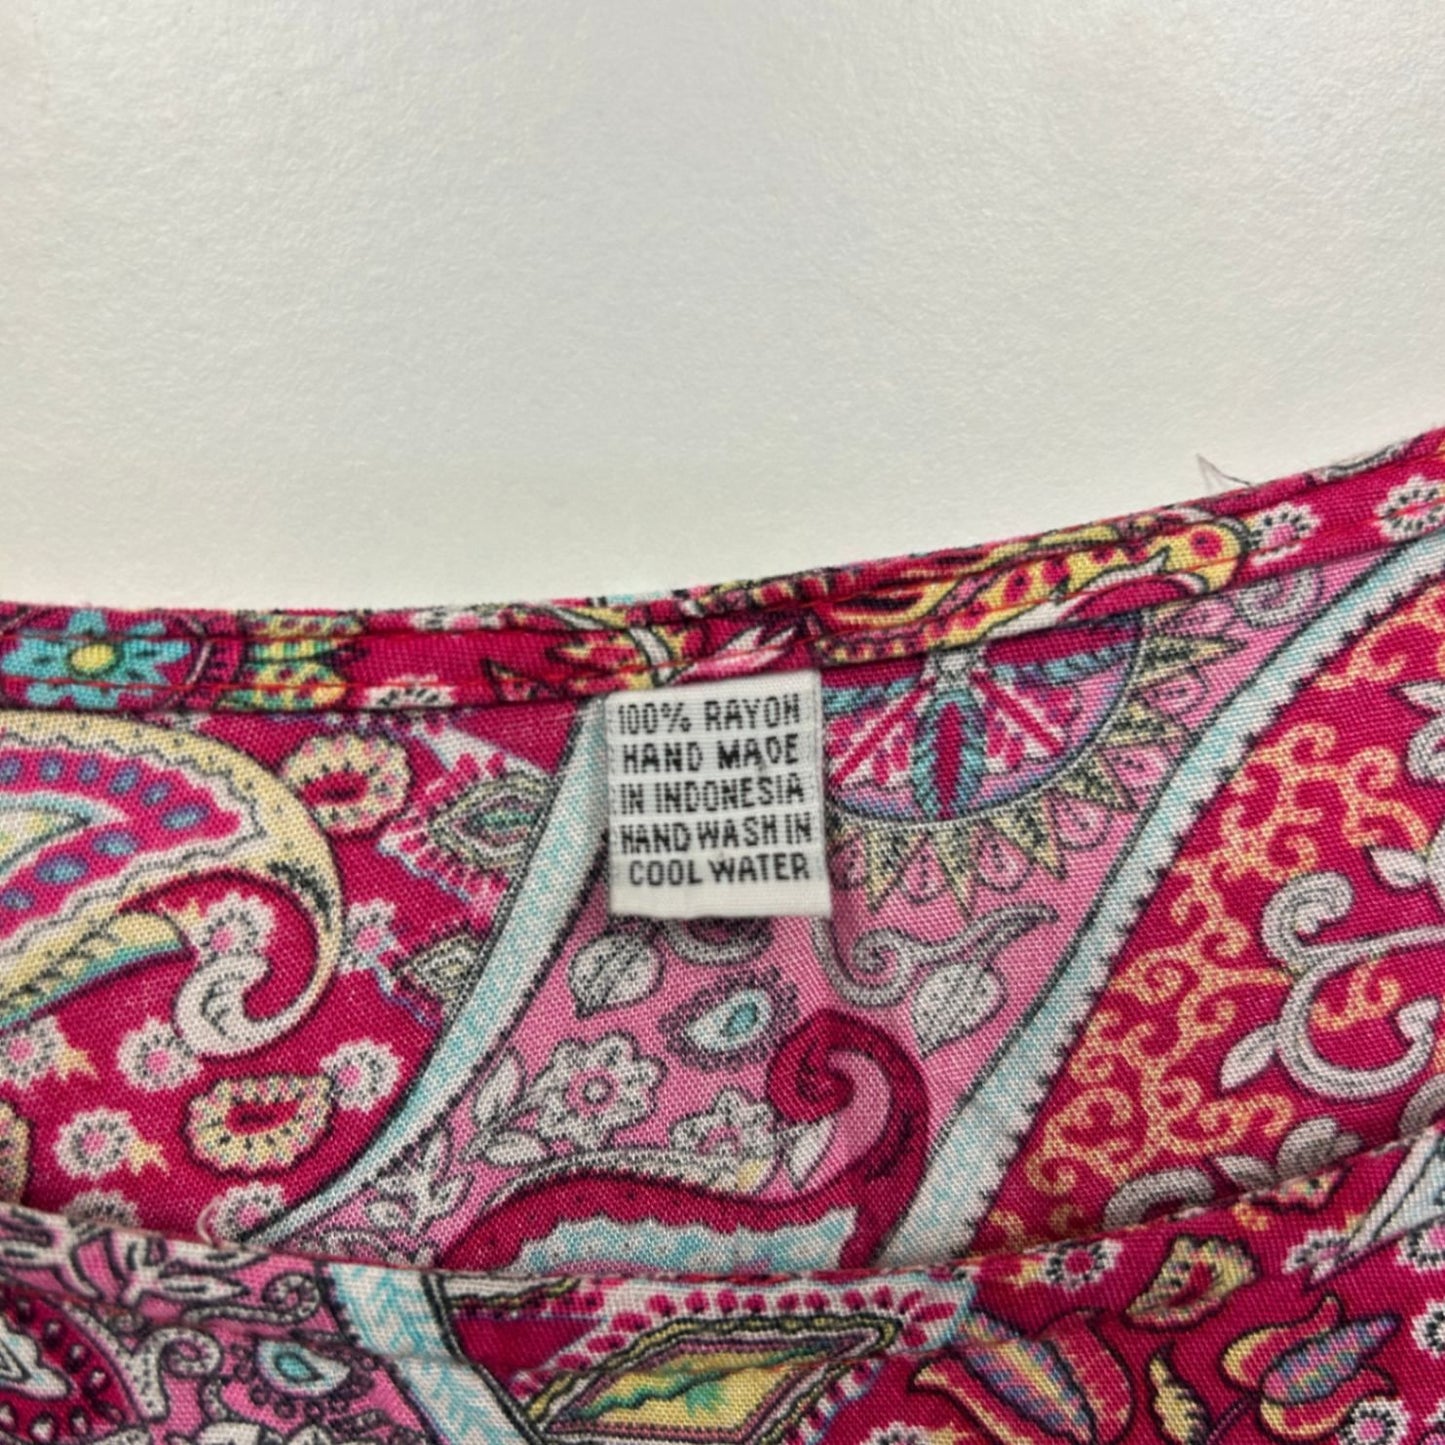 100% RAYON
HAND MADE
IN INDONESIA
HAND WASH IN
COOL WATER